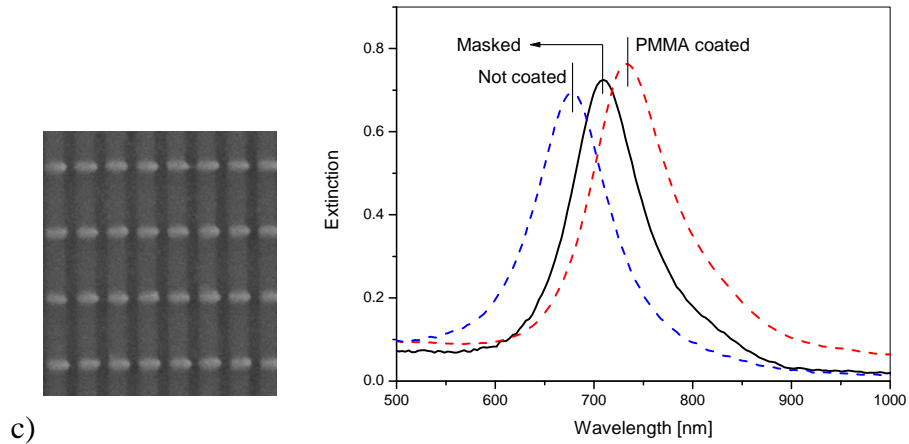 0.8
0.6
0.4
0.2
0.0
Extinction
Masked
PMMA coated
Not coated
500 600 700 800 900 1000
Wavelength [nm]
c)